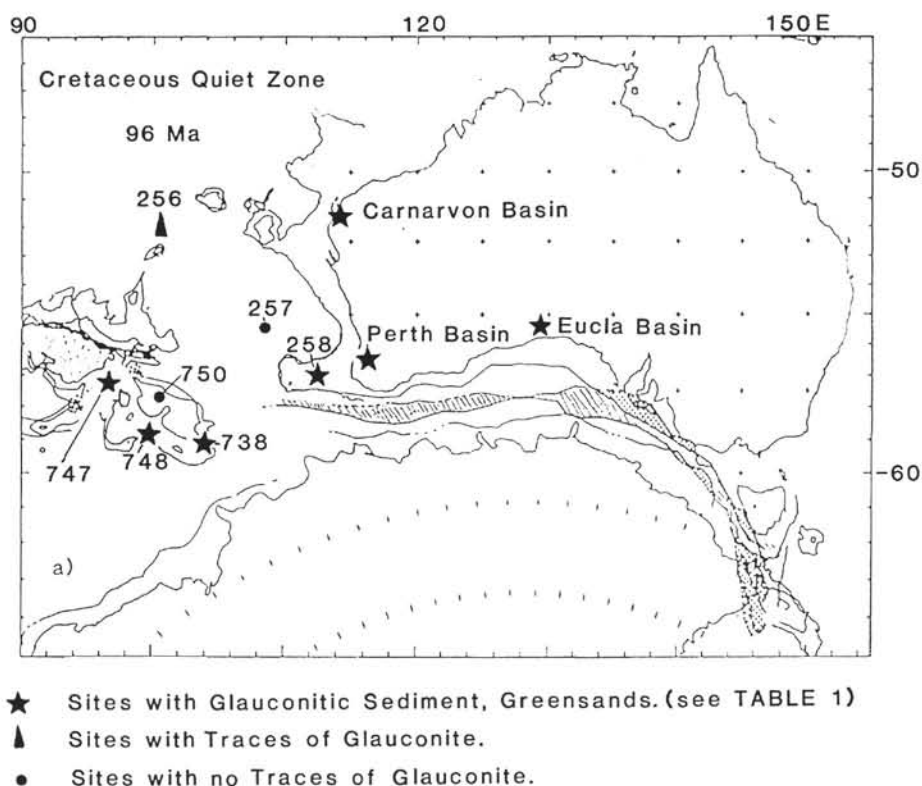 90 120 150 E
Cretaceous Quiet Zone
96 Ma
-50
256
Carnarvon Basin
257
258
Perth Basin
Eucla Basin
750
738
748
747
-60
a)
Sites with Glauconitic Sediment, Greensands. (see TABLE 1)
Sites with Traces of Glauconite.
Sites with no Traces of Glauconite.